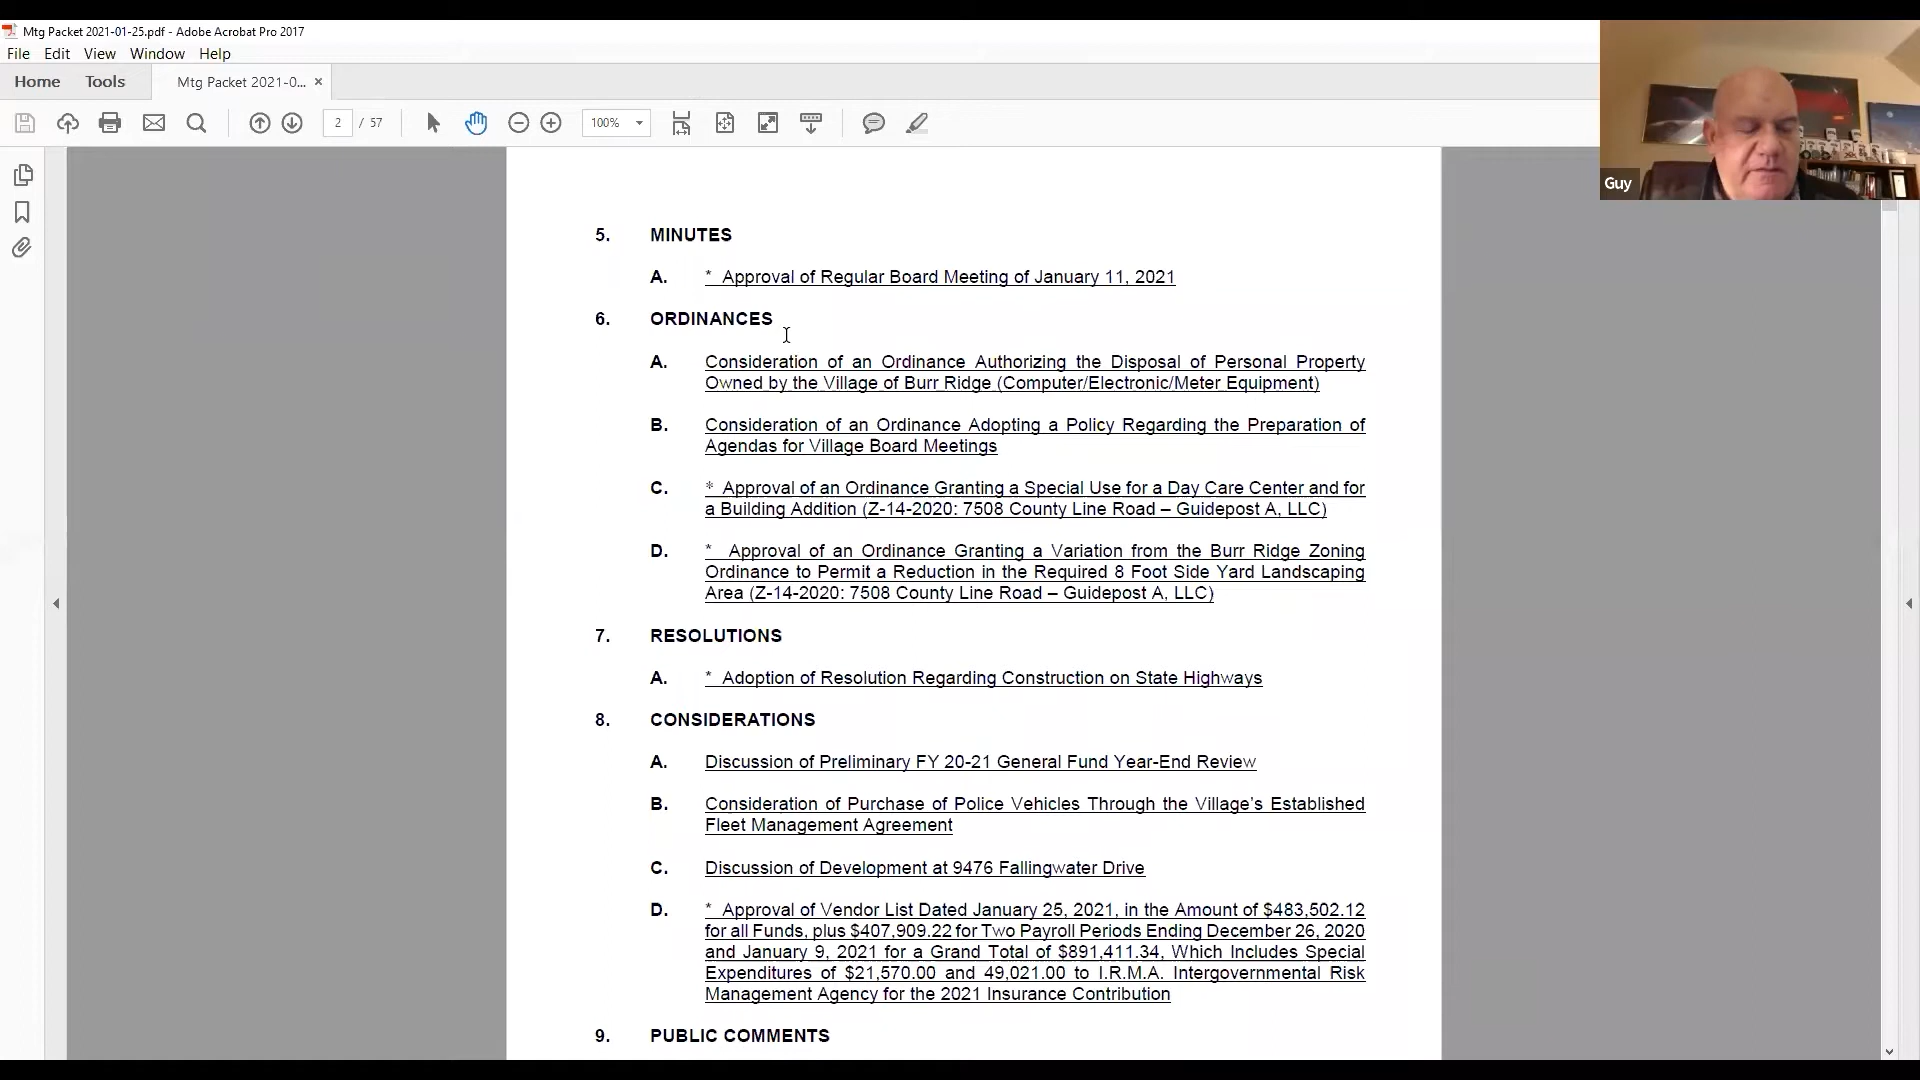 Mtg Packet 2021-01-25.pdf - Adobe Acrobat Pro 2017
File Edit View Window Help
Home Tools Mtg Packet 2021-0... ×
2 / 57 100%
Guy
5. MINUTES
A. * Approval of Regular Board Meeting of January 11, 2021
6. ORDINANCES
A. Consideration of an Ordinance Authorizing the Disposal of Personal Property
Owned by the Village of Burr Ridge (Computer/Electronic/Meter Equipment)
B. Consideration of an Ordinance Adopting a Policy Regarding the Preparation of
Agendas for Village Board Meetings
C. * Approval of an Ordinance Granting a Special Use for a Day Care Center and for
a Building Addition (Z-14-2020: 7508 County Line Road – Guidepost A, LLC)
D. * Approval of an Ordinance Granting a Variation from the Burr Ridge Zoning
Ordinance to Permit a Reduction in the Required 8 Foot Side Yard Landscaping
Area (Z-14-2020: 7508 County Line Road – Guidepost A, LLC)
7. RESOLUTIONS
A. * Adoption of Resolution Regarding Construction on State Highways
8. CONSIDERATIONS
A. Discussion of Preliminary FY 20-21 General Fund Year-End Review
B. Consideration of Purchase of Police Vehicles Through the Village's Established
Fleet Management Agreement
C. Discussion of Development at 9476 Fallingwater Drive
D. * Approval of Vendor List Dated January 25, 2021, in the Amount of $483,502.12
for all Funds, plus $407,909.22 for Two Payroll Periods Ending December 26, 2020
and January 9, 2021 for a Grand Total of $891,411.34, Which Includes Special
Expenditures of $21,570.00 and 49,021.00 to I.R.M.A. Intergovernmental Risk
Management Agency for the 2021 Insurance Contribution
9. PUBLIC COMMENTS